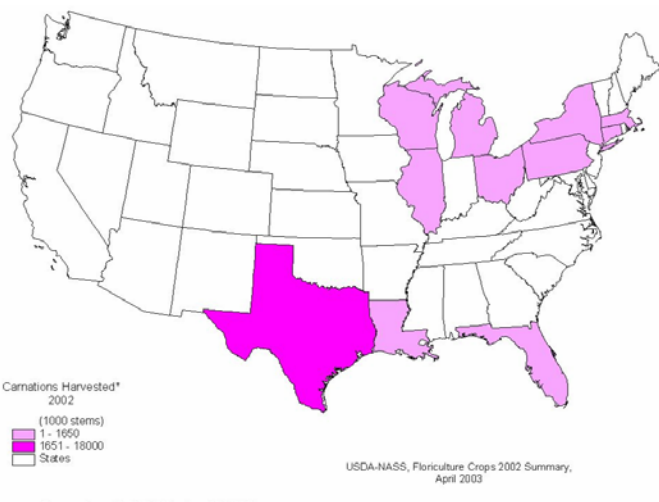 Carnations Harvested*
2002
(1000 stems)
1 - 1650
1651 - 18000
States
USDA-NASS, Floriculture Crops 2002 Summary,
April 2003